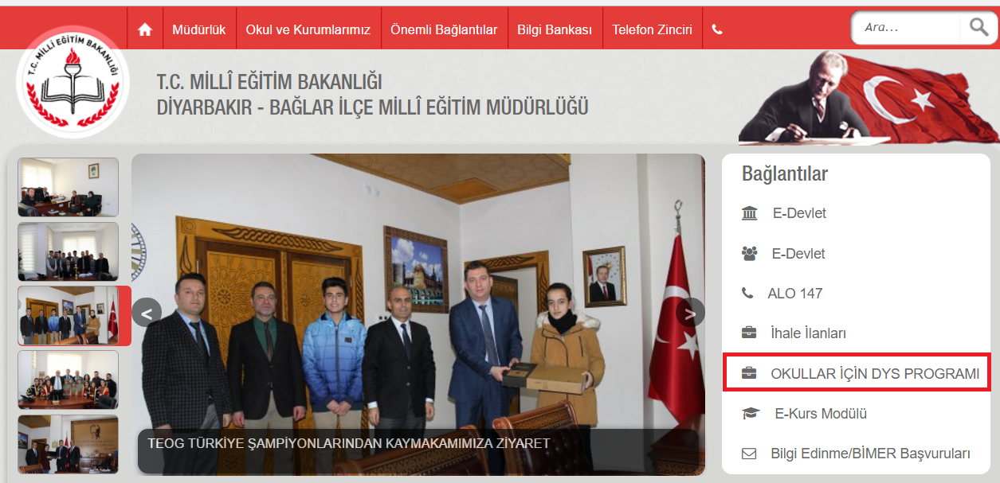 Müdürlük
Okul ve Kurumlarımız
Önemli Bağlantılar
Bilgi Bankası
Telefon Zinciri
Ara...
T.C. MİLLİ EĞİTİM BAKANLIĞI
T.C. MİLLÎ EĞİTİM BAKANLIĞI
DİYARBAKIR - BAĞLAR İLÇE MİLLÎ EĞİTİM MÜDÜRLÜĞÜ
<
>
TEOG TÜRKİYE ŞAMPİYONLARINDAN KAYMAKAMIMIZA ZİYARET
Bağlantılar
E-Devlet
E-Devlet
ALO 147
İhale İlanları
OKULLAR İÇİN DYS PROGRAMI
E-Kurs Modülü
Bilgi Edinme/BİMER Başvuruları